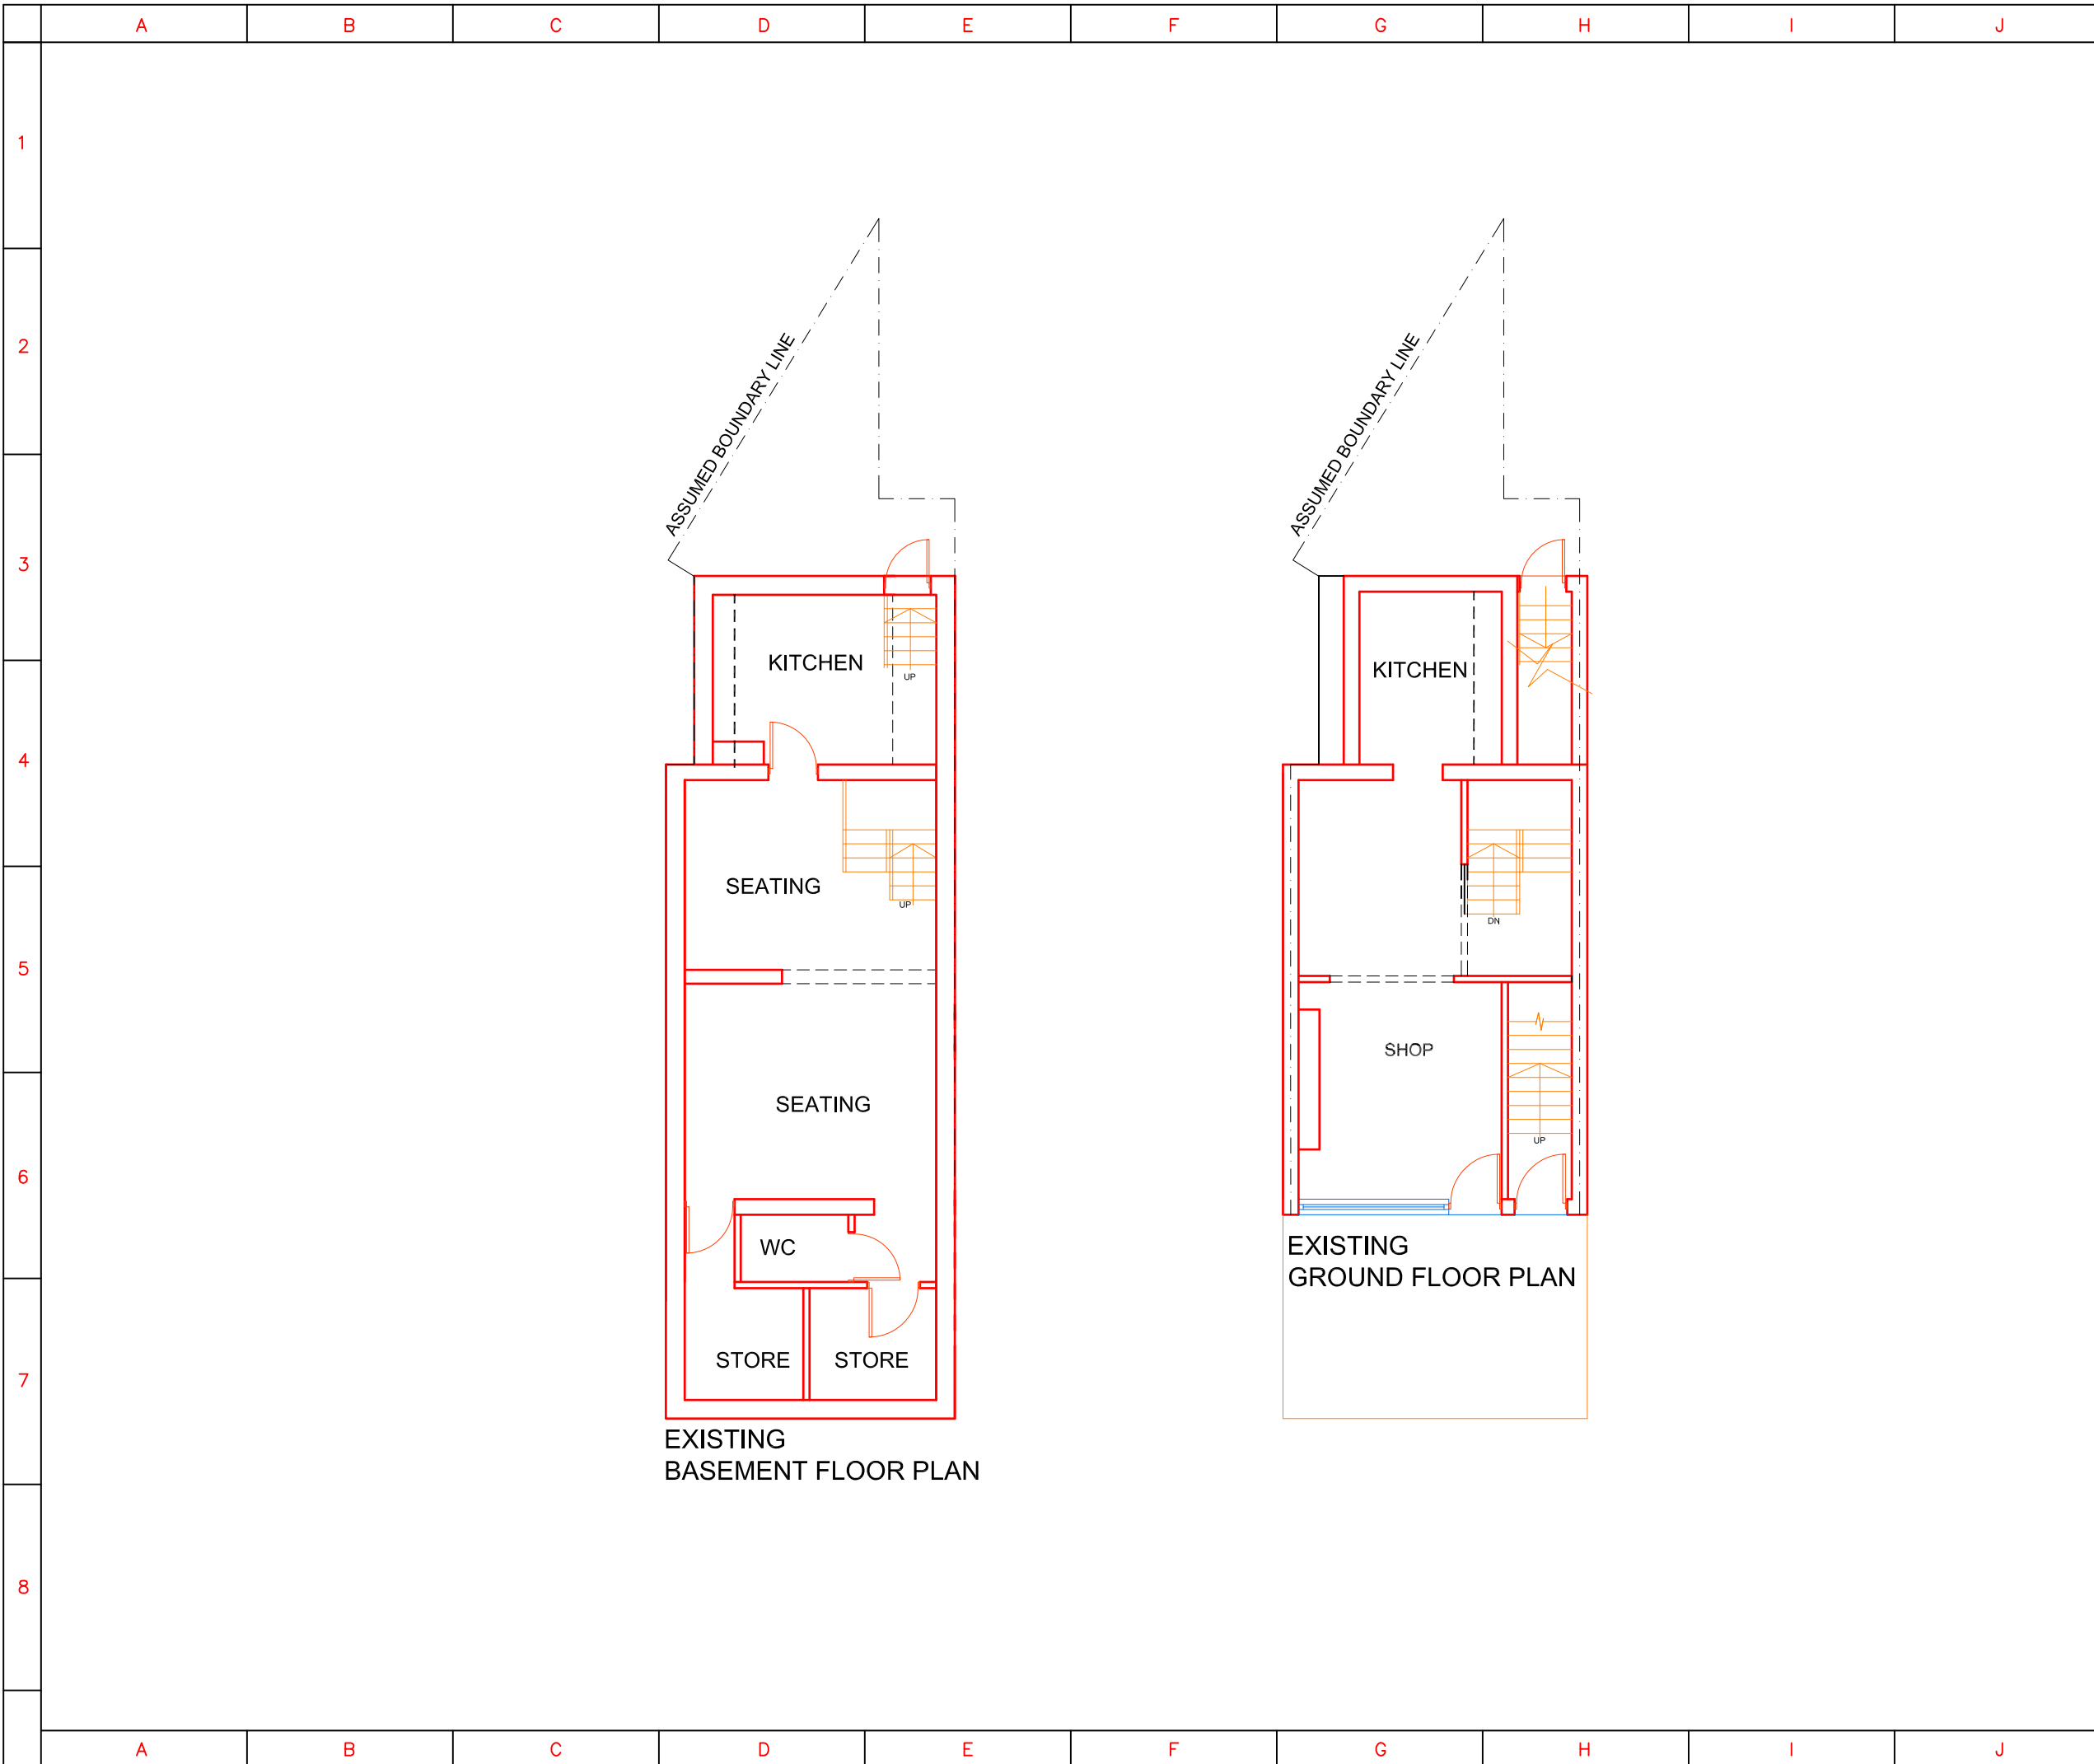 A B C D E F G H I J
1
2
ASSUMED BOUNDARY LINE
ASSUMED BOUNDARY LINE
3
KITCHEN
UP
KITCHEN
4
SEATING
UP
DN
5
SHOP
SEATING
UP
6
WC
EXISTING
GROUND FLOOR PLAN
STORE STORE
7
EXISTING
BASEMENT FLOOR PLAN
8
A B C D E F G H I J